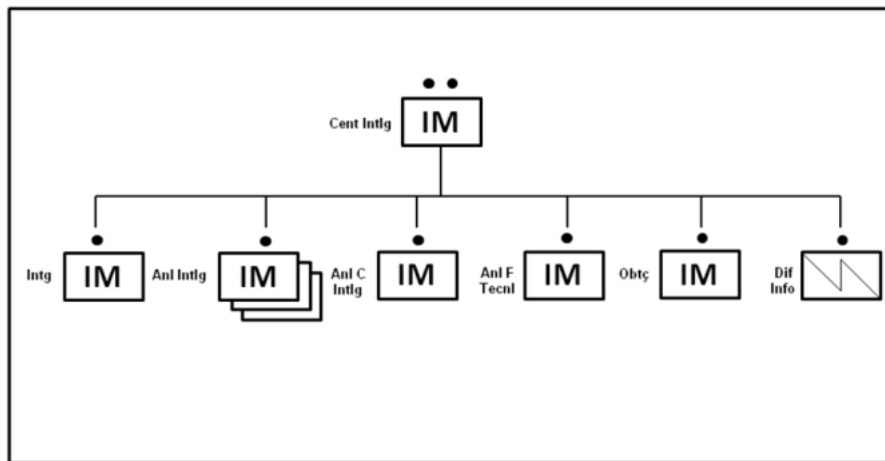 Cent Intlg
IM
Intg
IM
Anl Intlg
IM
Anl C
Intlg
IM
Anl F
Tecnl
IM
Obtç
IM
Dif
Info